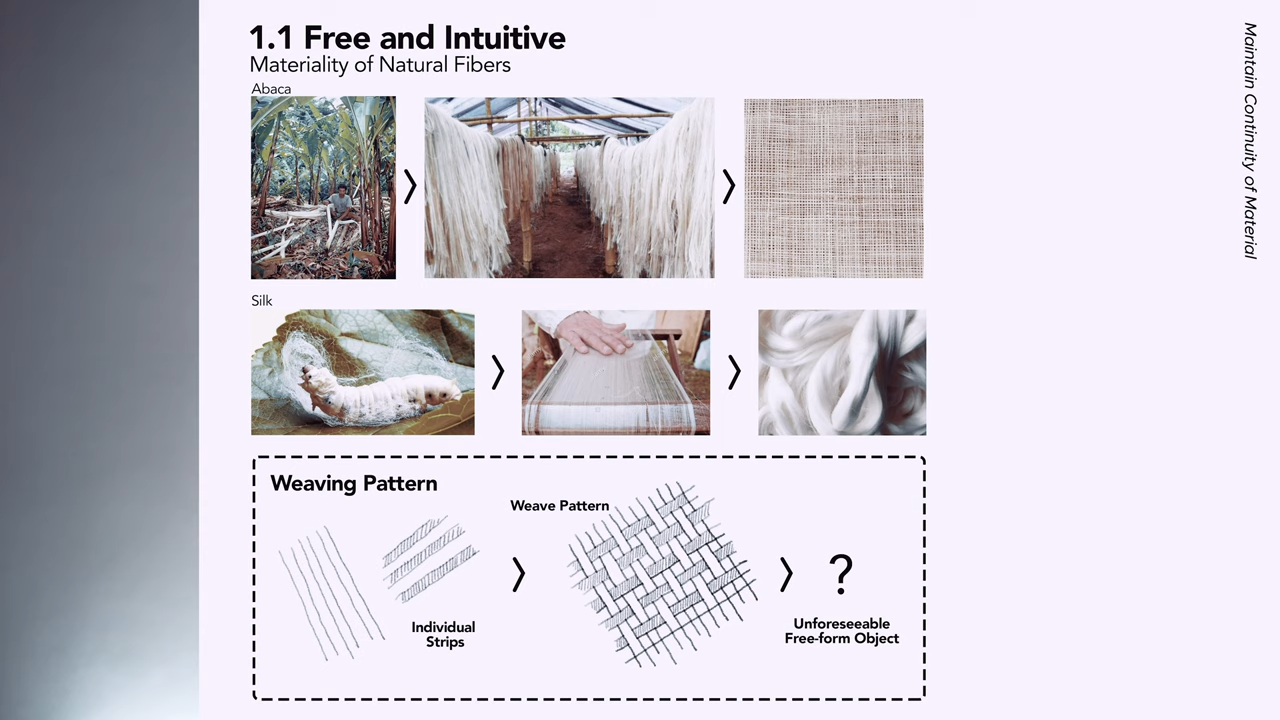 1.1 Free and Intuitive
Materiality of Natural Fibers
Abaca
Silk
Weaving Pattern
Weave Pattern
Individual
Strips
?
Unforeseeable
Free-form Object
Maintain Continuity of Material